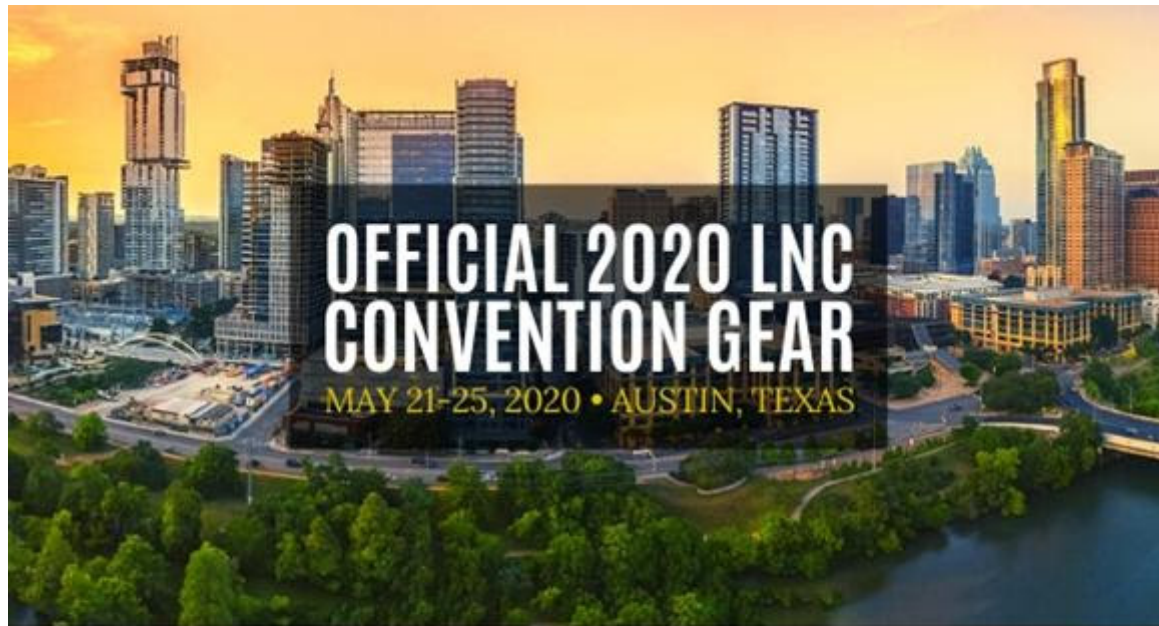 OFFICIAL 2020 LNC
CONVENTION GEAR
MAY 21-25, 2020 • AUSTIN, TEXAS